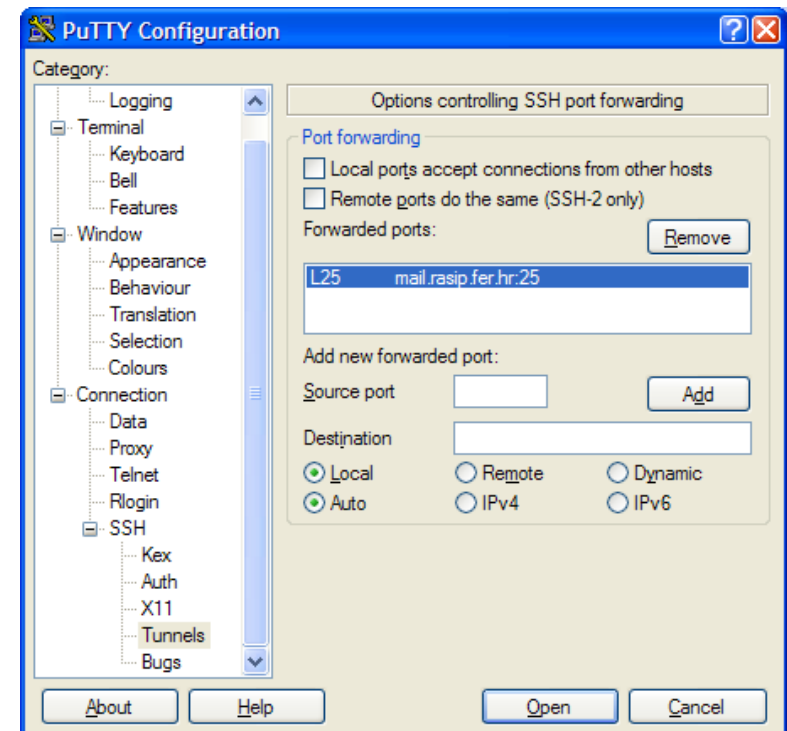 PuTTY Configuration
Category:
Logging
Terminal
Keyboard
Bell
Features
Window
Appearance
Behaviour
Translation
Selection
Colours
Connection
Data
Proxy
Telnet
Rlogin
SSH
Kex
Auth
X11
Tunnels
Bugs
Options controlling SSH port forwarding
Port forwarding
Local ports accept connections from other hosts
Remote ports do the same (SSH-2 only)
Forwarded ports:
Remove
L25 mail.rasip.fer.hr:25
Add new forwarded port:
Source port
Add
Destination
Local Remote Dynamic
Auto IPv4 IPv6
About Help Open Cancel